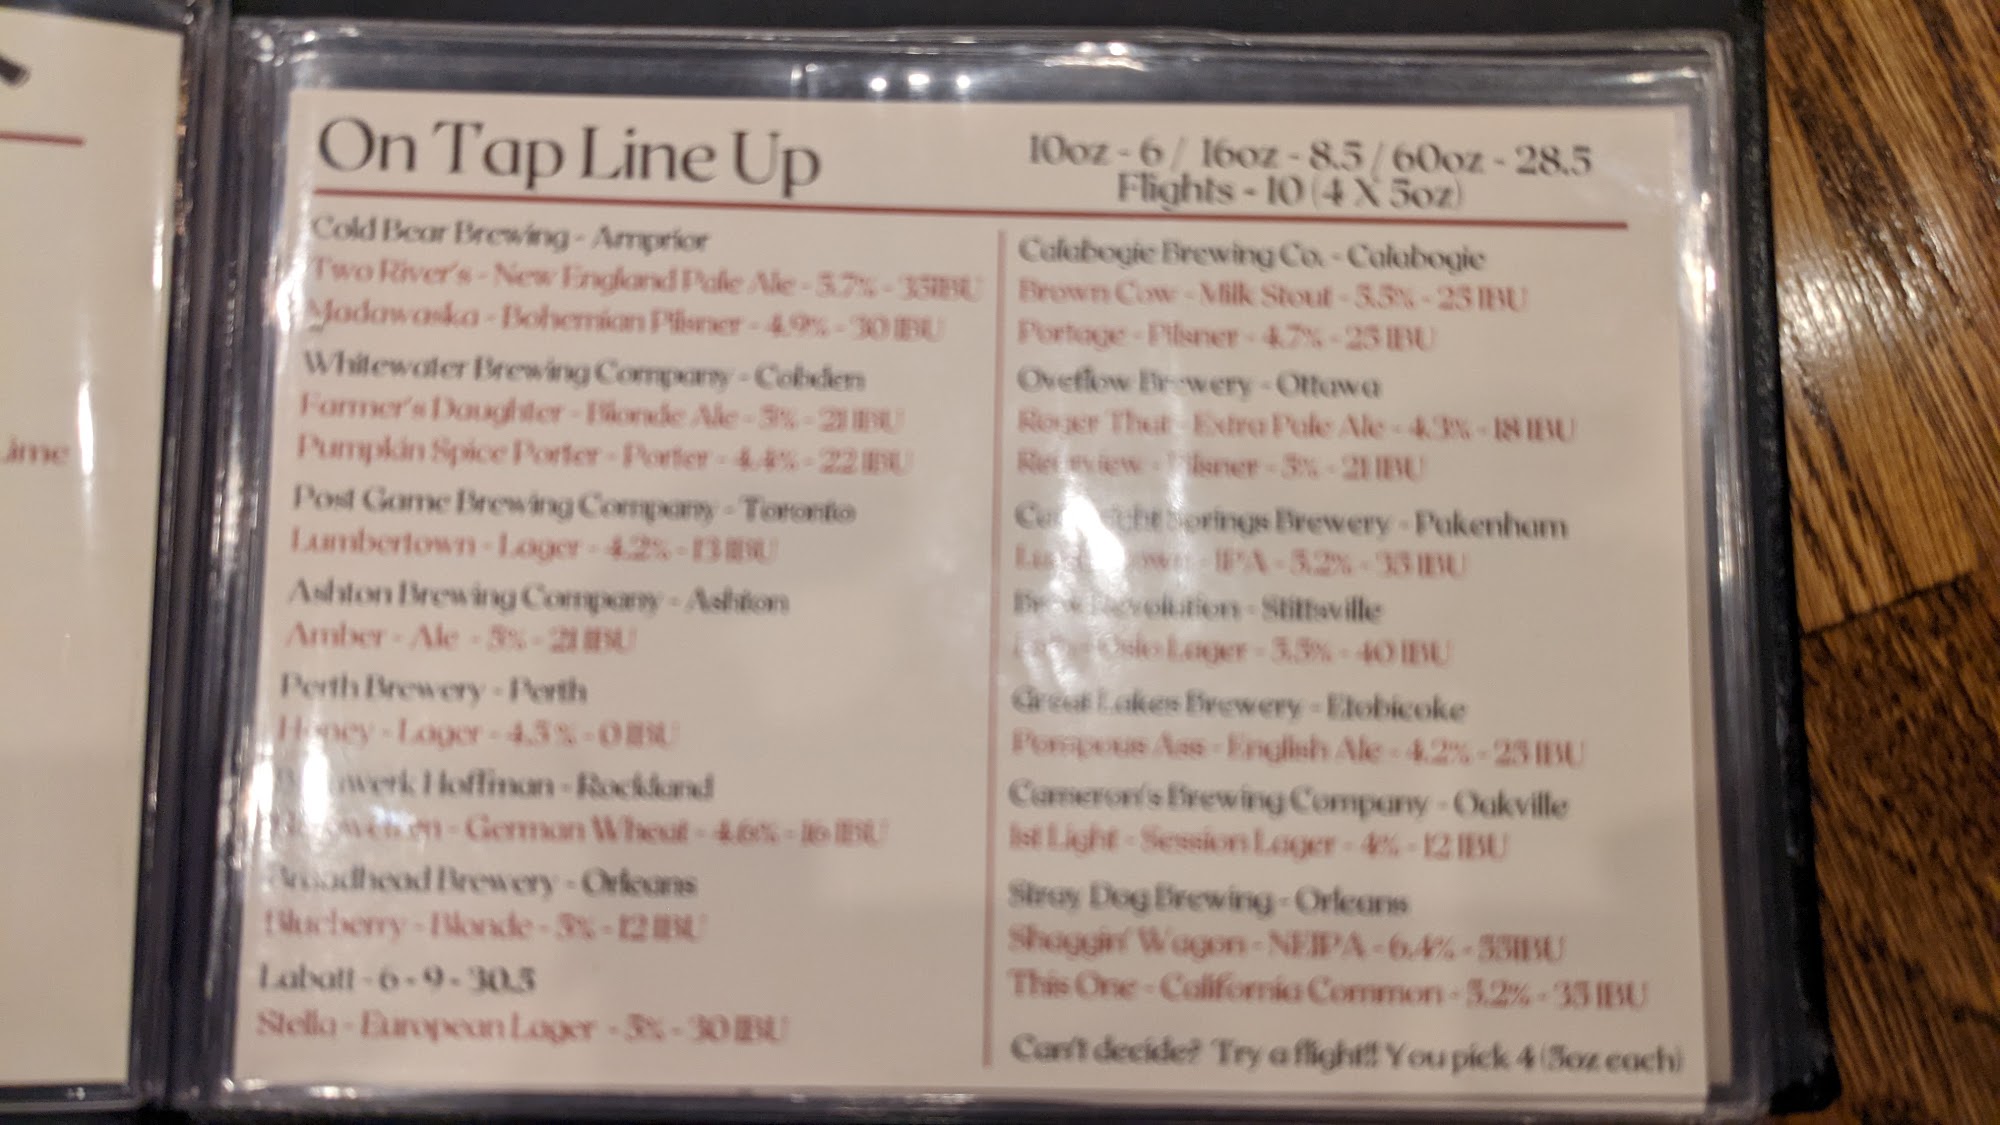 On Tap Line Up
10oz - 6 / 16oz - 8.5 / 60oz - 28.5
Flights - 10 (4 X 5oz)
Cold Bear Brewing - Arnprior
Two River's - New England Pale Ale - 5.7% - 35IBU
Madawaska - Bohemian Pilsner - 4.9% - 30 IBU
Whitewater Brewing Company - Cobden
Farmer's Daughter - Blonde Ale - 5% - 21 IBU
Pumpkin Spice Porter - Porter - 4.4% - 22 IBU
Post Game Brewing Company - Toronto
Lumbertown - Lager - 4.2% - 13 IBU
Ashton Brewing Company - Ashton
Amber - Ale - 5% - 21 IBU
Perth Brewery - Perth
Honey - Lager - 4.5 % - 0 IBU
Hoffman - Rockland
- German Wheat - 4.6% - 16 IBU
Broadhead Brewery - Orleans
Blueberry - Blonde - 5% - 12 IBU
Labatt - 6 - 9 - 30.5
Stella - European Lager - 5% - 30 IBU
Calabogie Brewing Co. - Calabogie
Brown Cow - Milk Stout - 5.5% - 25 IBU
Portage - Pilsner - 4.7% - 25 IBU
Oveflow Brewery - Ottawa
Roger That - Extra Pale Ale - 4.3% - 18 IBU
- Pilsner - 5% - 21 IBU
Springs Brewery - Pakenham
- IPA - 5.2% - 35 IBU
Brew Revolution - Stittsville
Oslo Lager - 5.5% - 40 IBU
Great Lakes Brewery - Etobicoke
Pompous Ass - English Ale - 4.2% - 25 IBU
Cameron's Brewing Company - Oakville
1st Light - Session Lager - 4% - 12 IBU
Stray Dog Brewing - Orleans
Shaggin' Wagon - NEIPA - 6.4% - 55IBU
This One - California Common - 5.2% - 35 IBU
Can't decide? Try a flight!! You pick 4 (5oz each)